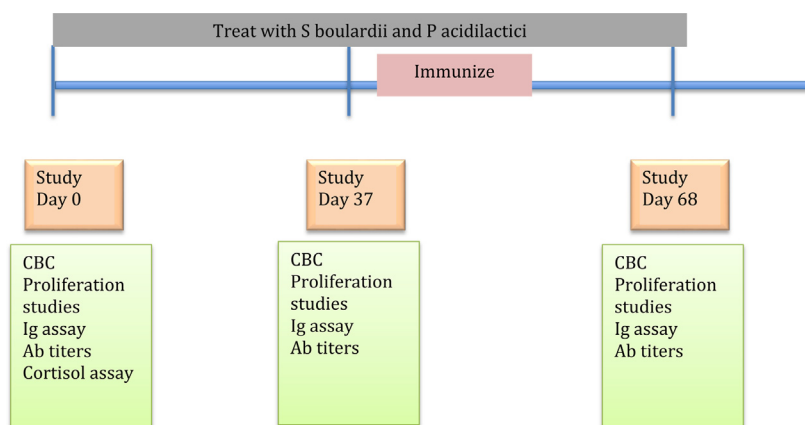 Treat with S boulardii and P acidilactici
Immunize
Study
Day 0
Study
Day 37
Study
Day 68
CBC
Proliferation
studies
Ig assay
Ab titers
Cortisol assay
CBC
Proliferation
studies
Ig assay
Ab titers
CBC
Proliferation
studies
Ig assay
Ab titers